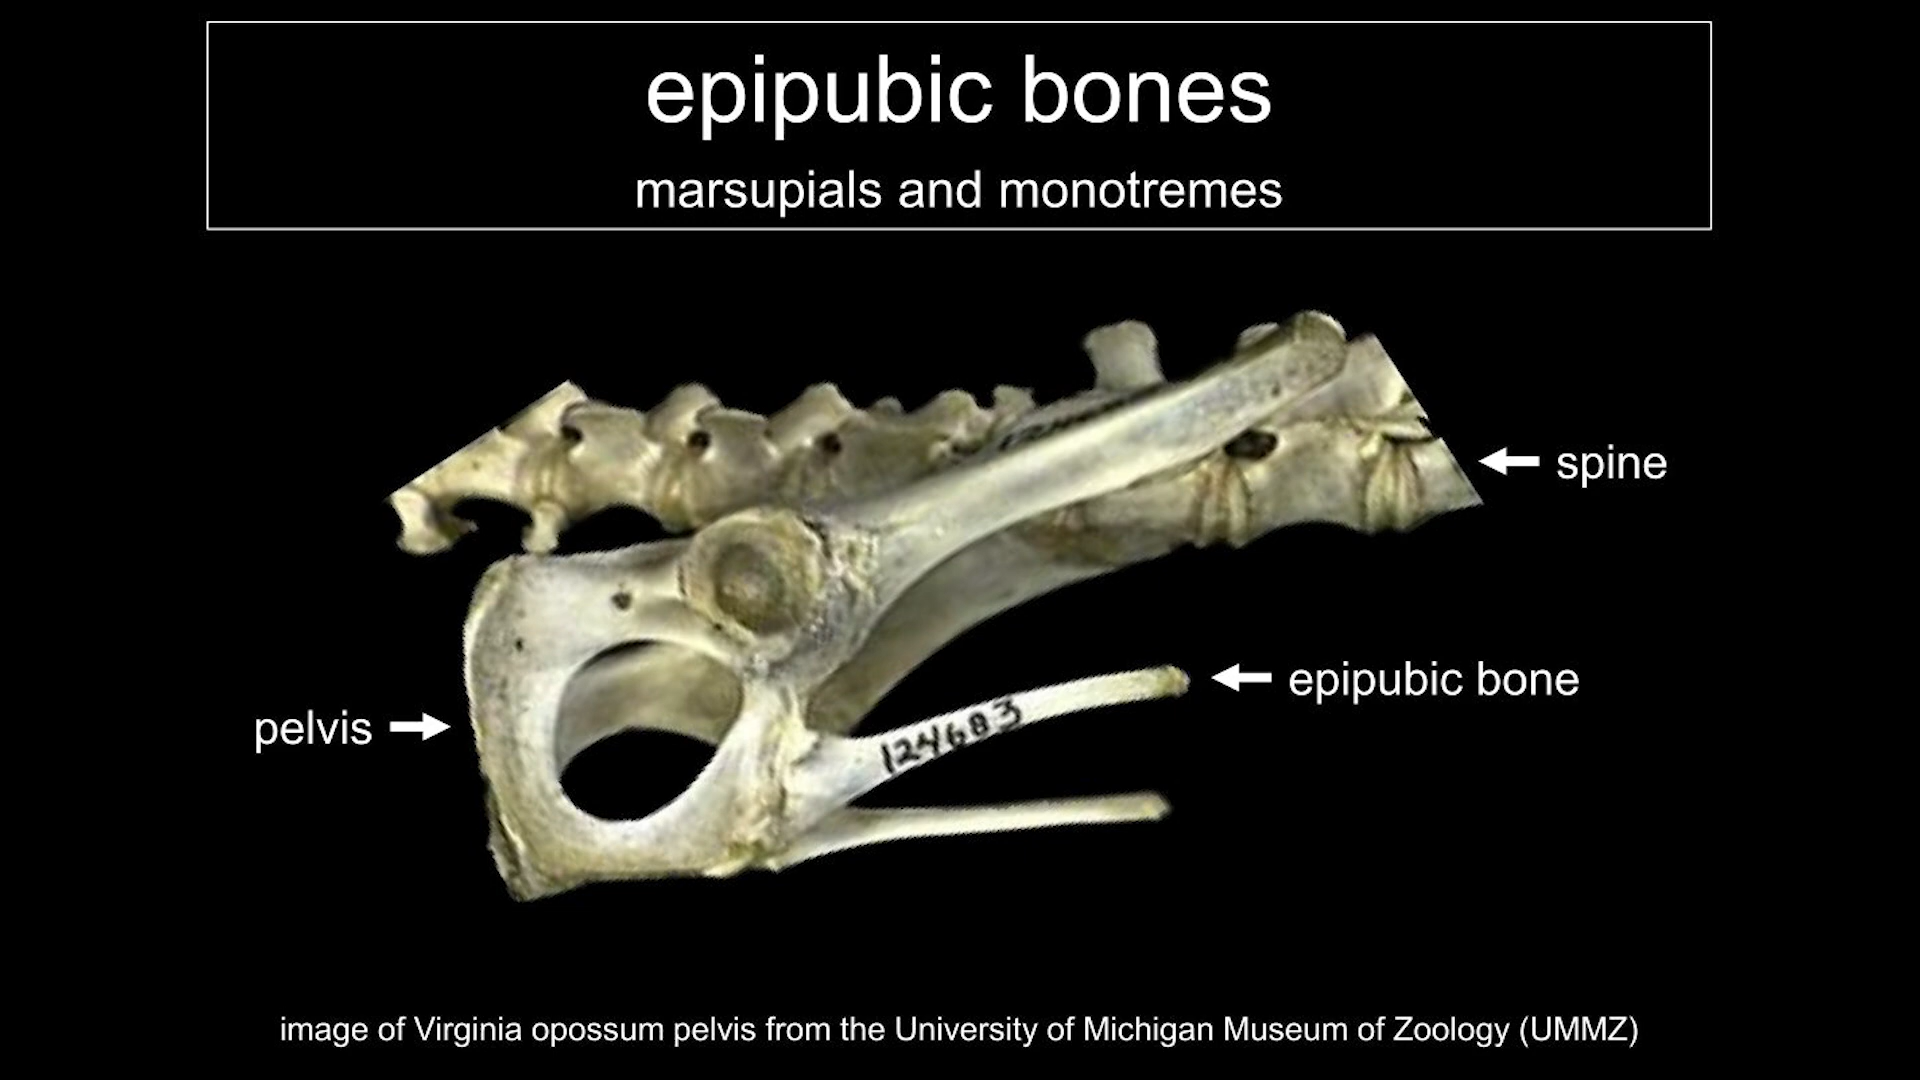 epipubic bones
marsupials and monotremes
spine
epipubic bone
124683
pelvis
image of Virginia opossum pelvis from the University of Michigan Museum of Zoology (UMMZ)